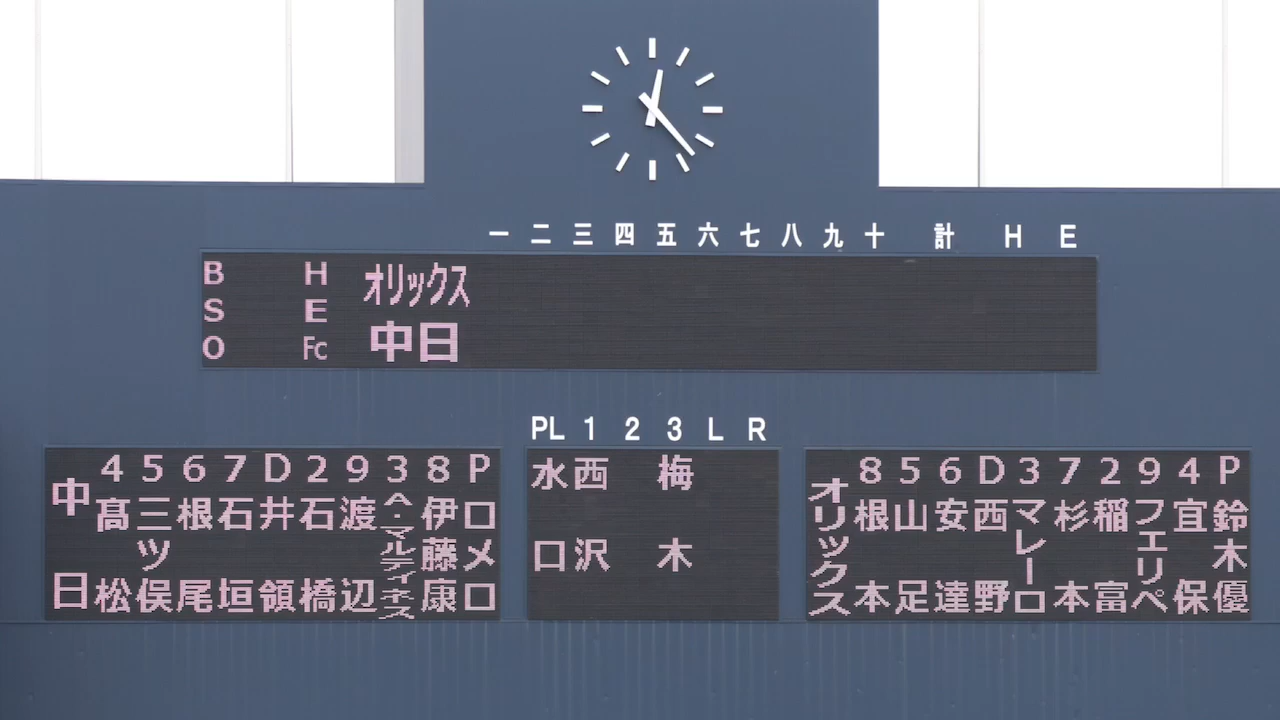 一 二 三 四 五 六 七 八 九 十 計 H E
B H オリックス
S E 中日
O Fc
PL 1 2 3 L R
水口 西沢 梅木
中日
4 髙松
5 三ツ俣
6 根尾
7 石垣
D 井領
2 石橋
9 渡辺
3 A・マルティネス
8 伊藤康
P ロメロ
オリックス
8 根本
5 山足
6 安達
D 西野
3 マレーロ
7 杉本
2 稲富
9 フェリペ
4 宜保
P 鈴木優